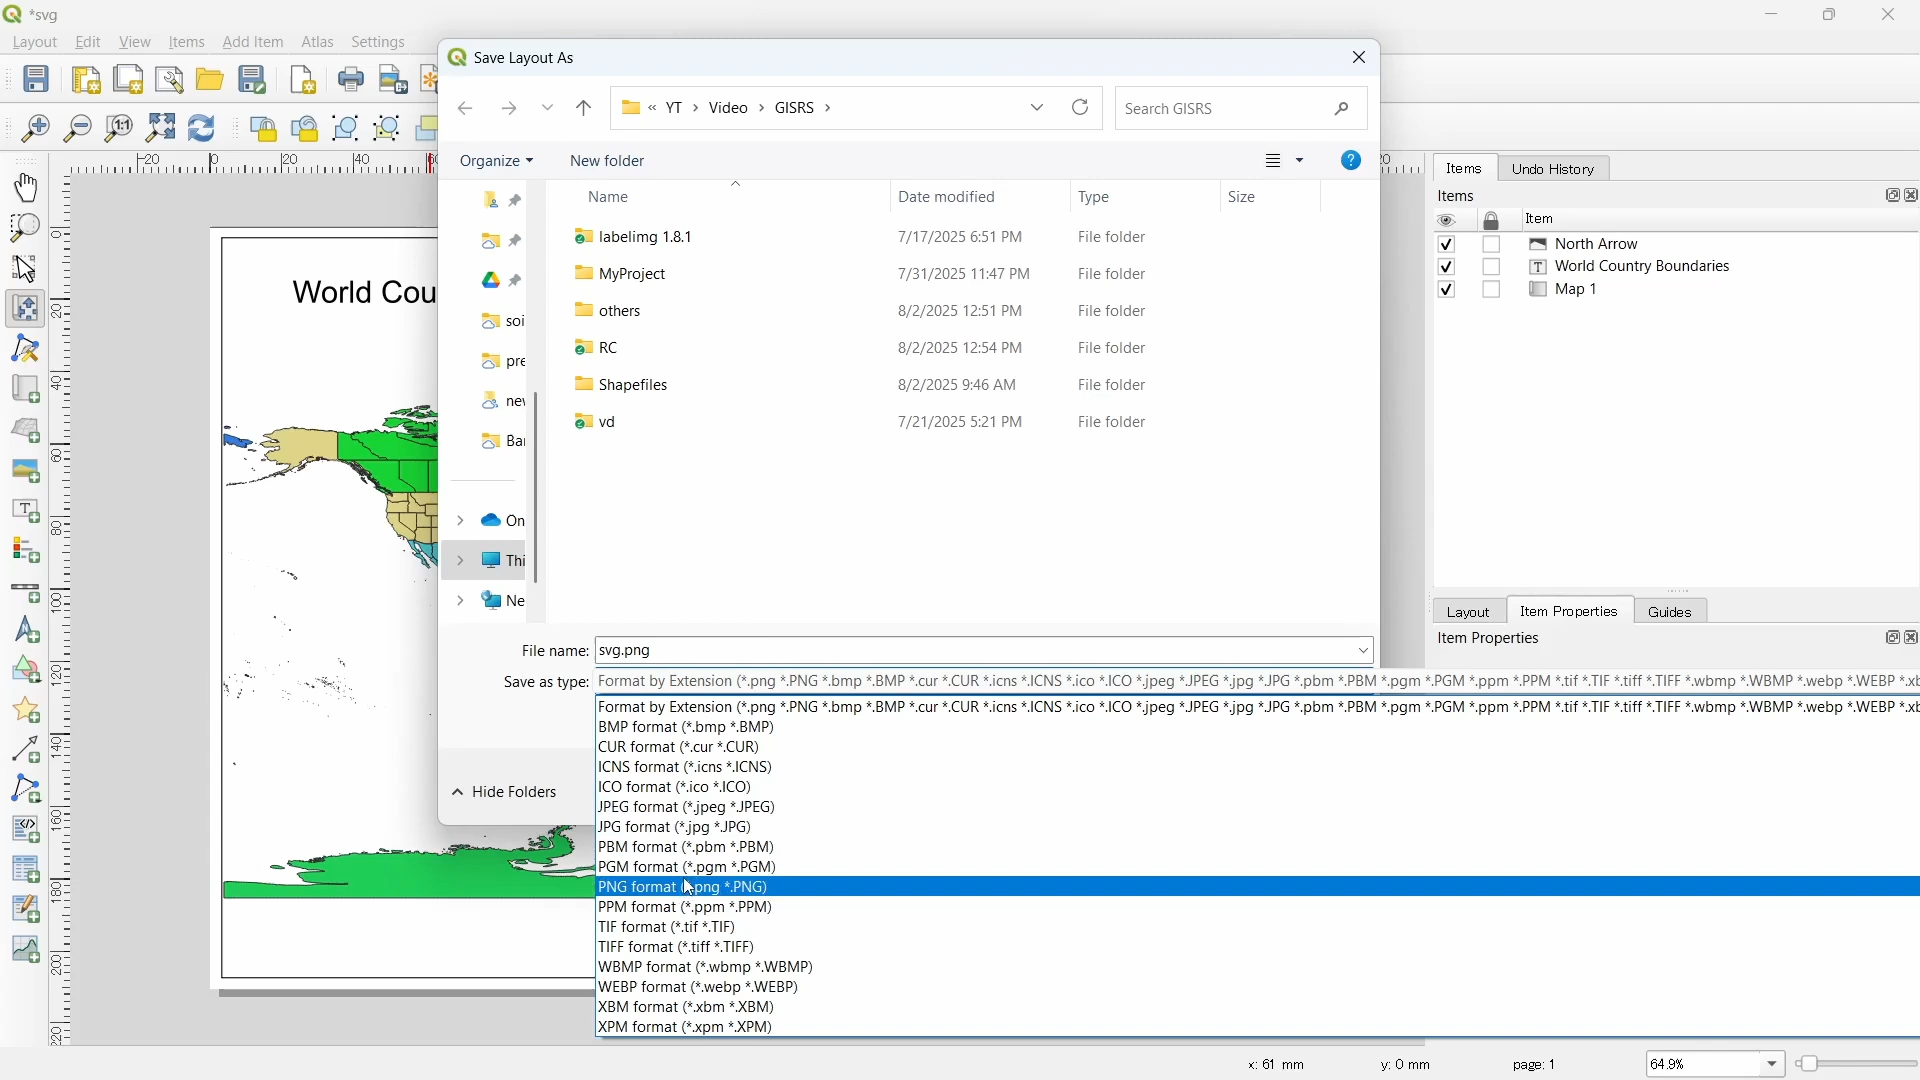 *svg
Layout Edit View Items Add Item Atlas Settings
Save Layout As
« YT > Video > GISRS >
Search GISRS
Organize
New folder
Name
Date modified
Type
Size
labelimg 1.8.1 7/17/2025 6:51 PM File folder
MyProject 7/31/2025 11:47 PM File folder
others 8/2/2025 12:51 PM File folder
RC 8/2/2025 12:54 PM File folder
Shapefiles 8/2/2025 9:46 AM File folder
vd 7/21/2025 5:21 PM File folder
soi
pre
nev
Bar
On
Thi
Ne
File name: svg.png
Save as type: Format by Extension (*.png *.PNG *.bmp *.BMP *.cur *.CUR *.icns *.ICNS *.ico *.ICO *.jpeg *.JPEG *.jpg *.JPG *.pbm *.PBM *.pgm *.PGM *.ppm *.PPM *.tif *.TIF *.tiff *.TIFF *.wbmp *.WBMP *.webp *.WEBP *.xb
Format by Extension (*.png *.PNG *.bmp *.BMP *.cur *.CUR *.icns *.ICNS *.ico *.ICO *.jpeg *.JPEG *.jpg *.JPG *.pbm *.PBM *.pgm *.PGM *.ppm *.PPM *.tif *.TIF *.tiff *.TIFF *.wbmp *.WBMP *.webp *.WEBP *.xb
BMP format (*.bmp *.BMP)
CUR format (*.cur *.CUR)
ICNS format (*.icns *.ICNS)
ICO format (*.ico *.ICO)
JPEG format (*.jpeg *.JPEG)
JPG format (*.jpg *.JPG)
PBM format (*.pbm *.PBM)
PGM format (*.pgm *.PGM)
PNG format (*.png *.PNG)
PPM format (*.ppm *.PPM)
TIF format (*.tif *.TIF)
TIFF format (*.tiff *.TIFF)
WBMP format (*.wbmp *.WBMP)
WEBP format (*.webp *.WEBP)
XBM format (*.xbm *.XBM)
XPM format (*.xpm *.XPM)
Hide Folders
World Cou
Items Undo History
Items
Item
North Arrow
World Country Boundaries
Map 1
Layout Item Properties Guides
Item Properties
x: 61 mm y: 0 mm page: 1 64.9%